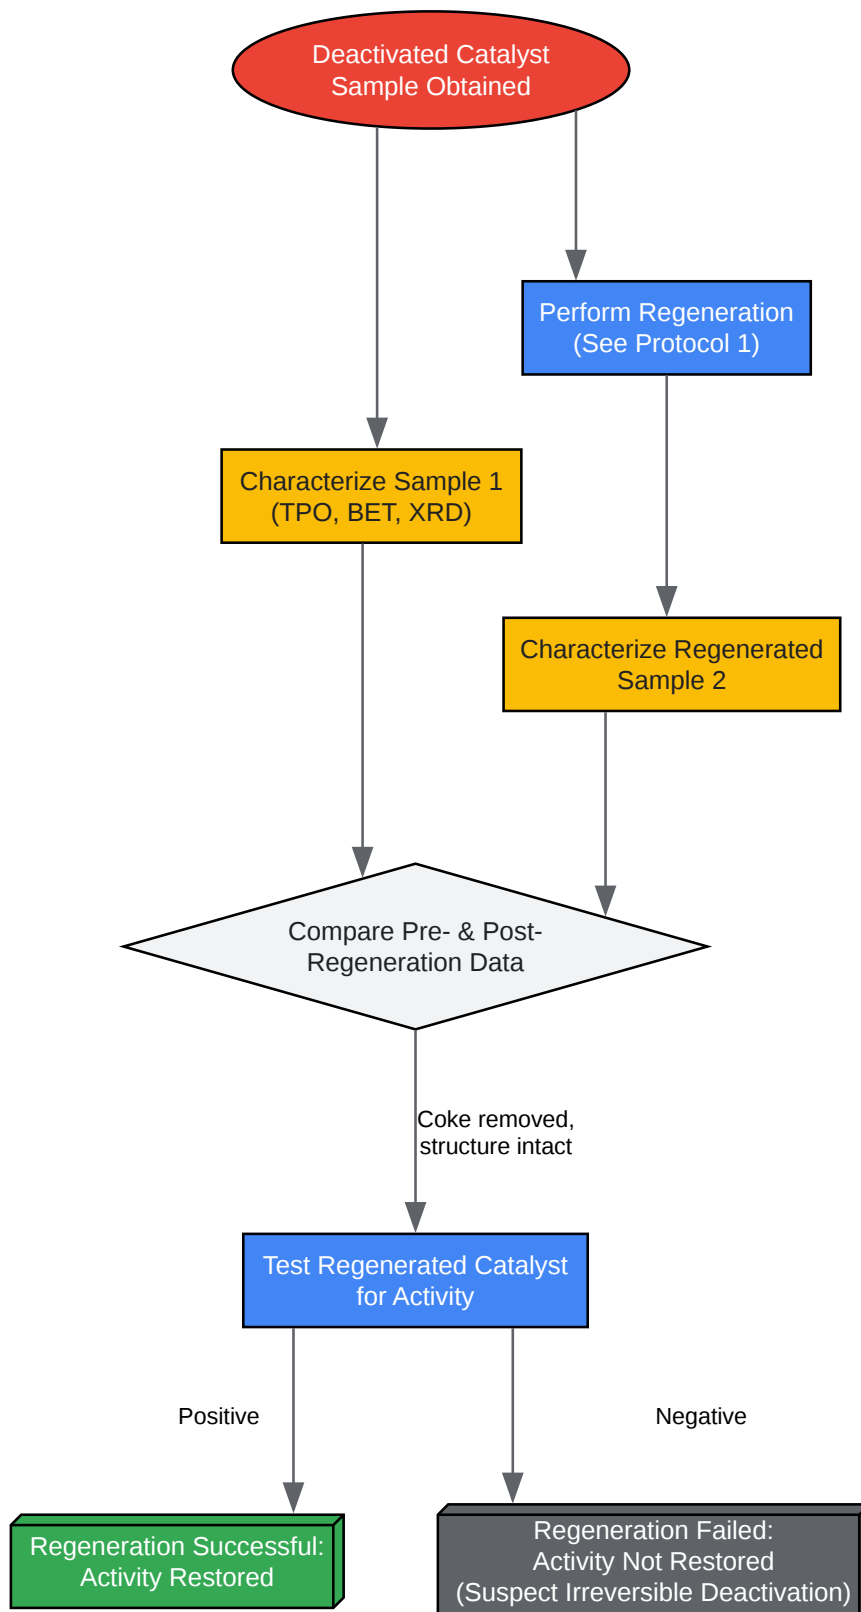 Deactivated Catalyst
Sample Obtained
Perform Regeneration
(See Protocol 1)
Characterize Sample 1
(TPO, BET, XRD)
Characterize Regenerated
Sample 2
Compare Pre- & Post-
Regeneration Data
Coke removed,
structure intact
Test Regenerated Catalyst
for Activity
Positive
Negative
Regeneration Successful:
Activity Restored
Regeneration Failed:
Activity Not Restored
(Suspect Irreversible Deactivation)